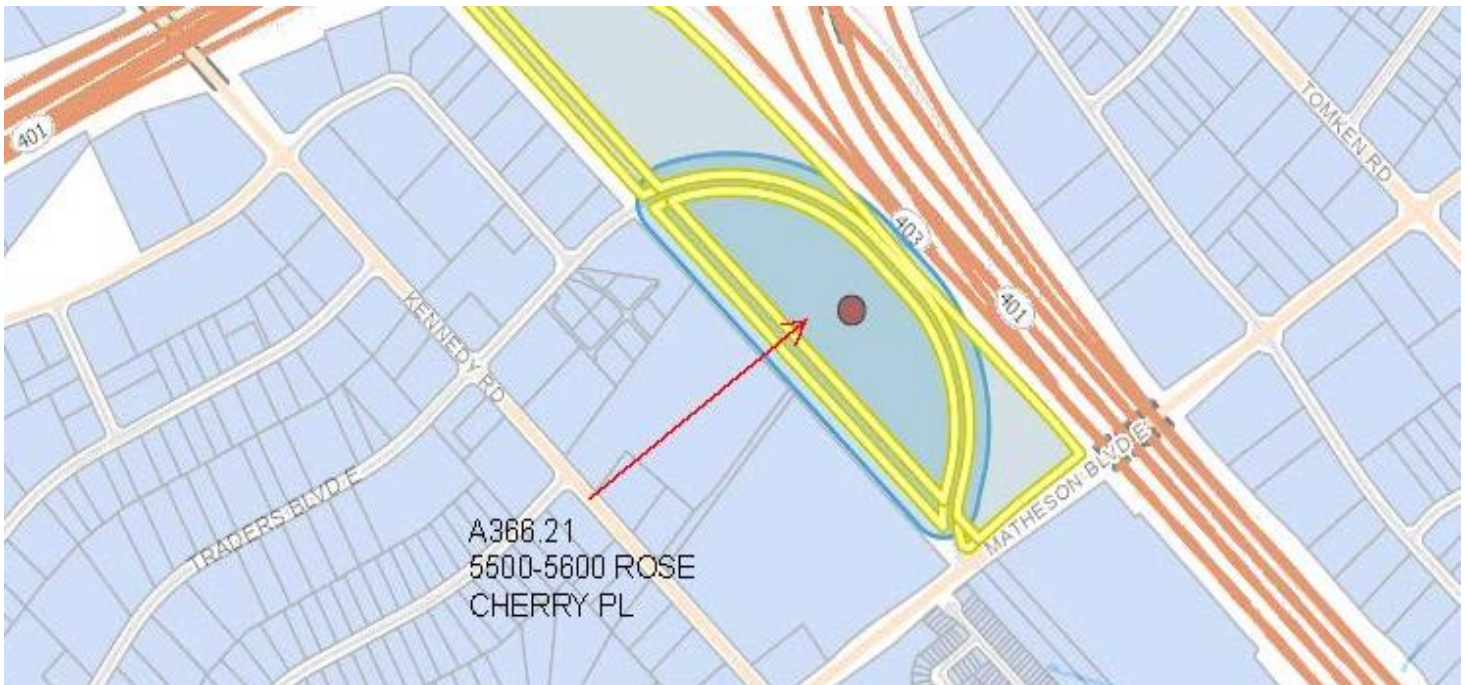 401
TOMKEN RD
403
401
KENNEDY RD
MATHESON BLVD E
TRADERS BLVD E
A366.21
5500-5600 ROSE
CHERRY PL